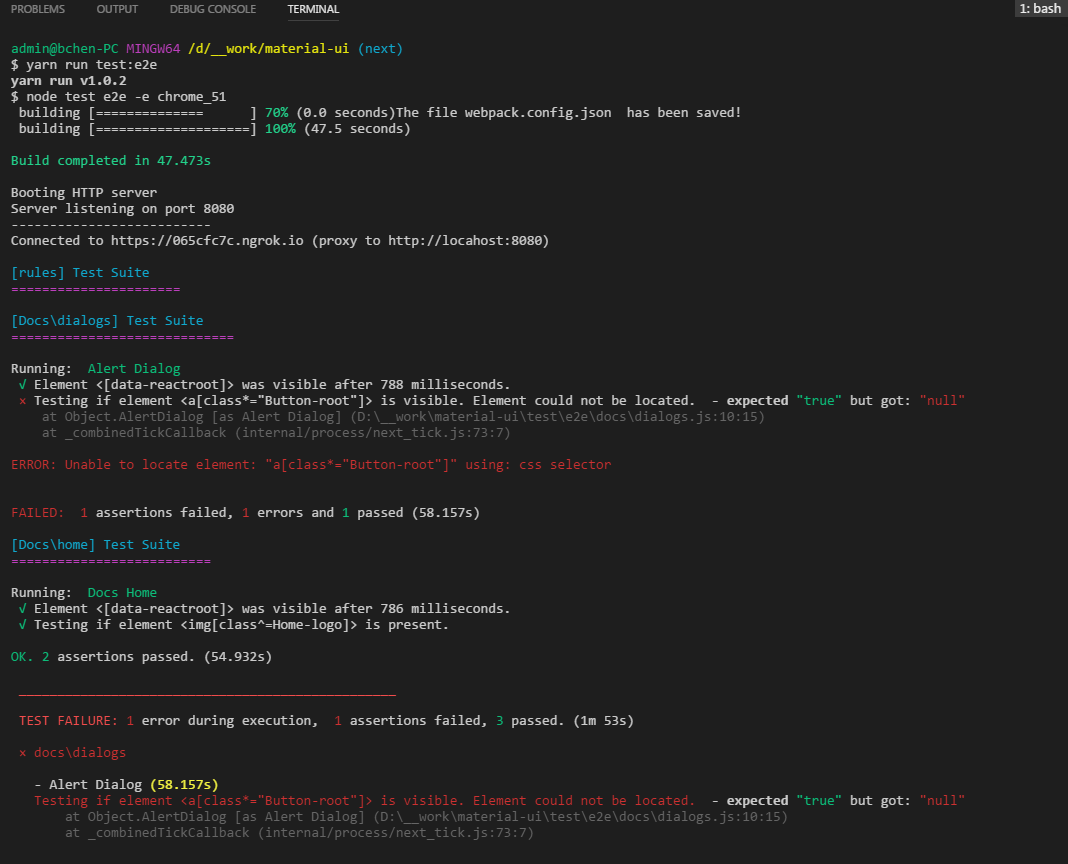 PROBLEMS OUTPUT DEBUG CONSOLE TERMINAL 1: bash
admin@bchen-PC MINGW64 /d/__work/material-ui (next)
$ yarn run test:e2e
yarn run v1.0.2
$ node test e2e -e chrome_51
building [============== ] 70% (0.0 seconds)The file webpack.config.json has been saved!
building [====================] 100% (47.5 seconds)
Build completed in 47.473s
Booting HTTP server
Server listening on port 8080
--------------------------
Connected to https://065cfc7c.ngrok.io (proxy to http://locahost:8080)
[rules] Test Suite
======================
[Docs\dialogs] Test Suite
=============================
Running: Alert Dialog
√ Element <[data-reactroot]> was visible after 788 milliseconds.
× Testing if element <a[class*="Button-root"]> is visible. Element could not be located. - expected "true" but got: "null"
at Object.AlertDialog [as Alert Dialog] (D:\__work\material-ui\test\e2e\docs\dialogs.js:10:15)
at _combinedTickCallback (internal/process/next_tick.js:73:7)
ERROR: Unable to locate element: "a[class*="Button-root"]" using: css selector
FAILED: 1 assertions failed, 1 errors and 1 passed (58.157s)
[Docs\home] Test Suite
==========================
Running: Docs Home
√ Element <[data-reactroot]> was visible after 786 milliseconds.
√ Testing if element <img[class^=Home-logo]> is present.
OK. 2 assertions passed. (54.932s)
_________________________________________________
TEST FAILURE: 1 error during execution, 1 assertions failed, 3 passed. (1m 53s)
× docs\dialogs
- Alert Dialog (58.157s)
Testing if element <a[class*="Button-root"]> is visible. Element could not be located. - expected "true" but got: "null"
at Object.AlertDialog [as Alert Dialog] (D:\__work\material-ui\test\e2e\docs\dialogs.js:10:15)
at _combinedTickCallback (internal/process/next_tick.js:73:7)